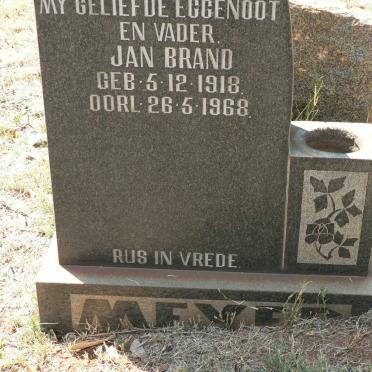 MY GELIEFDE EGGENOOT
EN VADER
JAN BRAND
GEB·5·12·1918.
OORL·26·5·1968.
RUS IN VREDE.